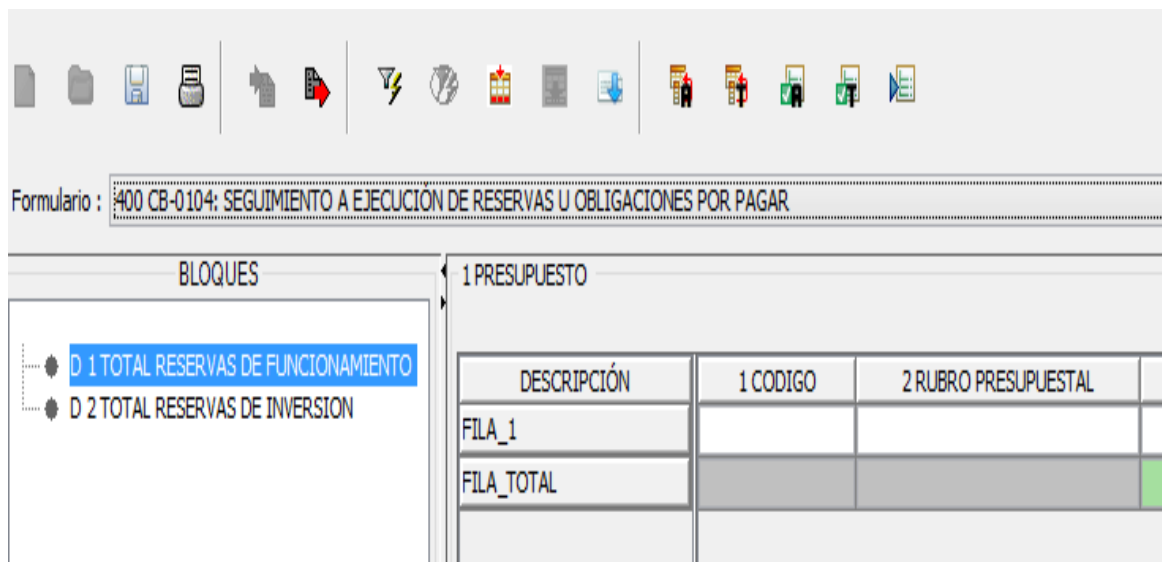 Formulario : 400 CB-0104: SEGUIMIENTO A EJECUCIÓN DE RESERVAS U OBLIGACIONES POR PAGAR
BLOQUES
D 1 TOTAL RESERVAS DE FUNCIONAMIENTO
D 2 TOTAL RESERVAS DE INVERSION
1 PRESUPUESTO
DESCRIPCIÓN 1 CODIGO 2 RUBRO PRESUPUESTAL
FILA_1
FILA_TOTAL